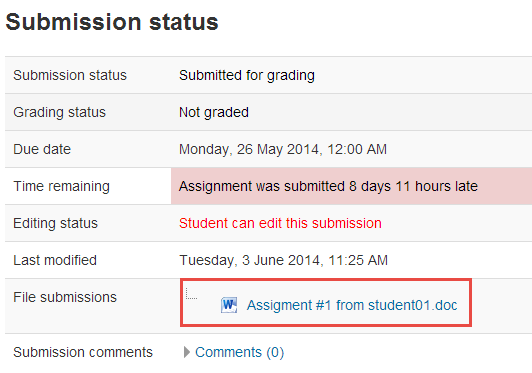 Submission status
Submission status Submitted for grading
Grading status Not graded
Due date Monday, 26 May 2014, 12:00 AM
Time remaining Assignment was submitted 8 days 11 hours late
Editing status Student can edit this submission
Last modified Tuesday, 3 June 2014, 11:25 AM
File submissions Assigment #1 from student01.doc
Submission comments Comments (0)